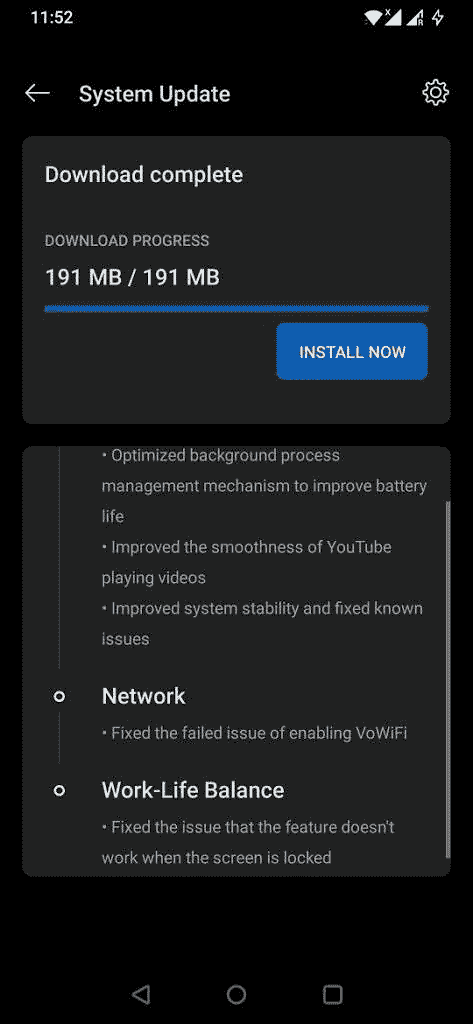 11:52
System Update
Download complete
DOWNLOAD PROGRESS
191 MB / 191 MB
INSTALL NOW
• Optimized background process
management mechanism to improve battery
life
• Improved the smoothness of YouTube
playing videos
• Improved system stability and fixed known
issues
Network
• Fixed the failed issue of enabling VoWiFi
Work-Life Balance
• Fixed the issue that the feature doesn't
work when the screen is locked